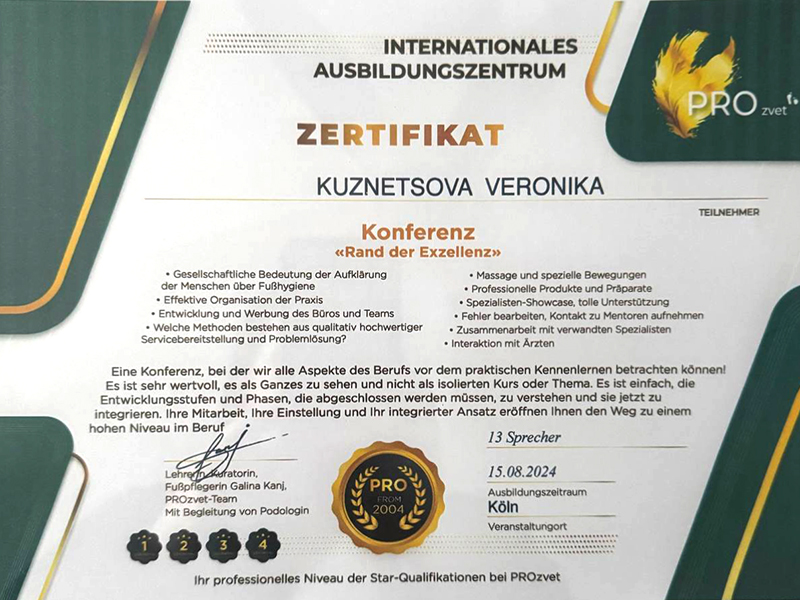 INTERNATIONALES
AUSBILDUNGSZENTRUM
PRO zvet
ZERTIFIKAT
KUZNETSOVA VERONIKA
TEILNEHMER
Konferenz
«Rand der Exzellenz»
• Gesellschaftliche Bedeutung der Aufklärung
der Menschen über Fußhygiene
• Effektive Organisation der Praxis
• Entwicklung und Werbung des Büros und Teams
• Welche Methoden bestehen aus qualitativ hochwertiger
Servicebereitstellung und Problemlösung?
• Massage und spezielle Bewegungen
• Professionelle Produkte und Präparate
• Spezialisten-Showcase, tolle Unterstützung
• Fehler bearbeiten, Kontakt zu Mentoren aufnehmen
• Zusammenarbeit mit verwandten Spezialisten
• Interaktion mit Ärzten
Eine Konferenz, bei der wir alle Aspekte des Berufs vor dem praktischen Kennenlernen betrachten können!
Es ist sehr wertvoll, es als Ganzes zu sehen und nicht als isolierten Kurs oder Thema. Es ist einfach, die
Entwicklungsstufen und Phasen, die abgeschlossen werden müssen, zu verstehen und sie jetzt zu
integrieren. Ihre Mitarbeit, Ihre Einstellung und Ihr integrierter Ansatz eröffnen Ihnen den Weg zu einem
hohen Niveau im Beruf
Lehrerin, Kuratorin,
Fußpflegerin Galina Kanj,
PROzvet-Team
Mit Begleitung von Podologin
PRO
FROM
2004
13 Sprecher
15.08.2024
Ausbildungszeitraum
Köln
Veranstaltungsort
1 2 3 4
Ihr professionelles Niveau der Star-Qualifikationen bei PROzvet